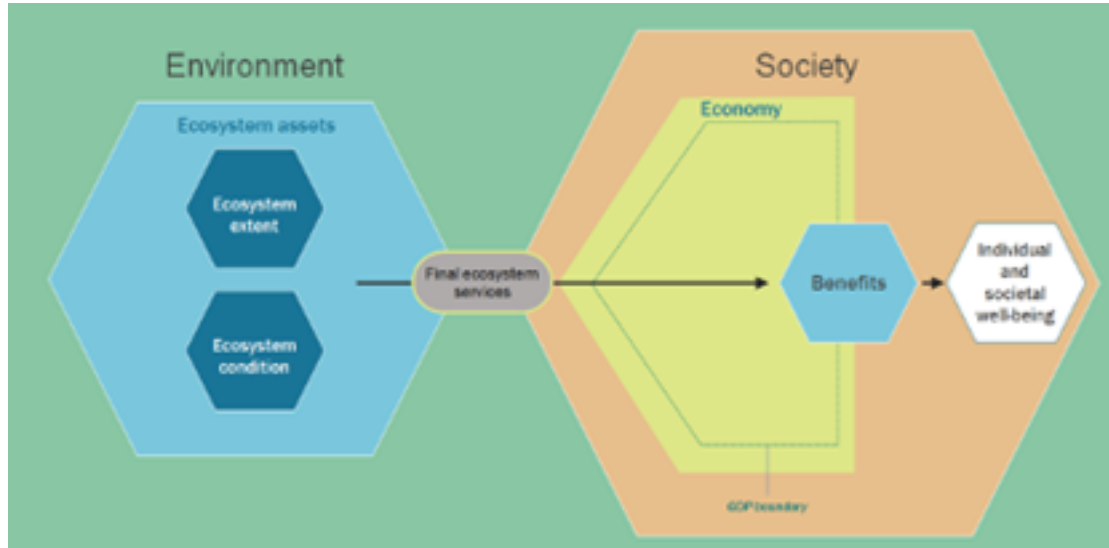 Environment
Society
Ecosystem assets
Economy
Ecosystem
extent
Final ecosystem
services
Benefits
Individual
and
societal
well-being
Ecosystem
condition
GDP boundary